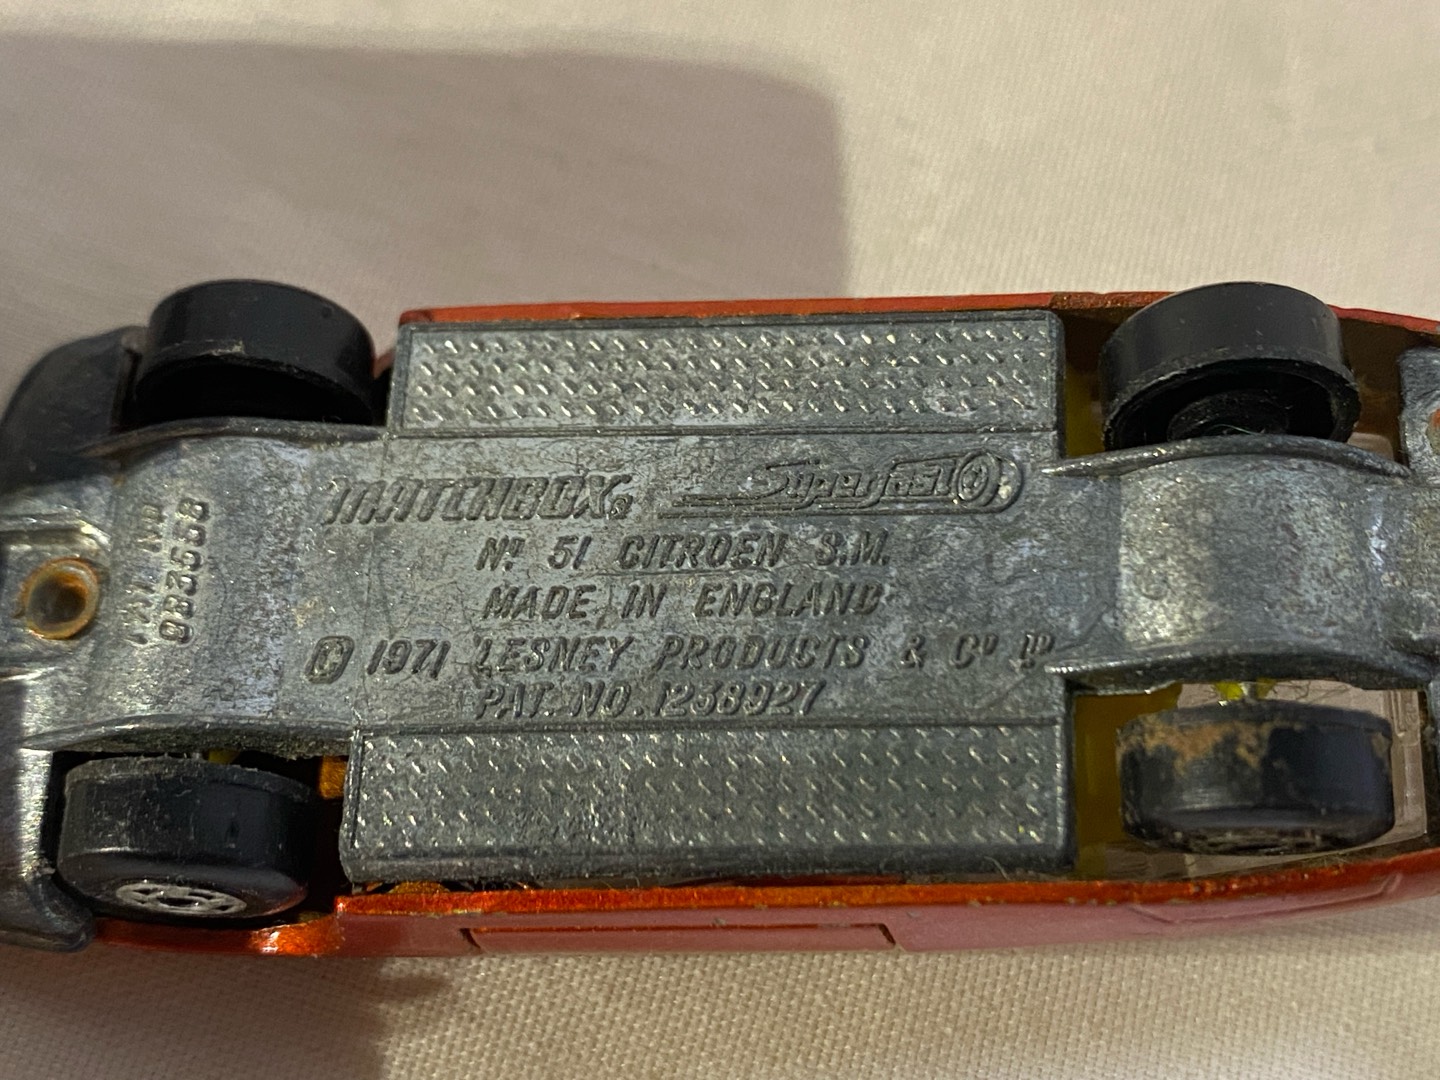 MATCHBOX® Superfast
Nº 51 CITROEN S.M.
MADE IN ENGLAND
© 1971 LESNEY PRODUCTS & Cº Lᵀᴰ
PAT. NO. 1238927
PAT. NO
983558